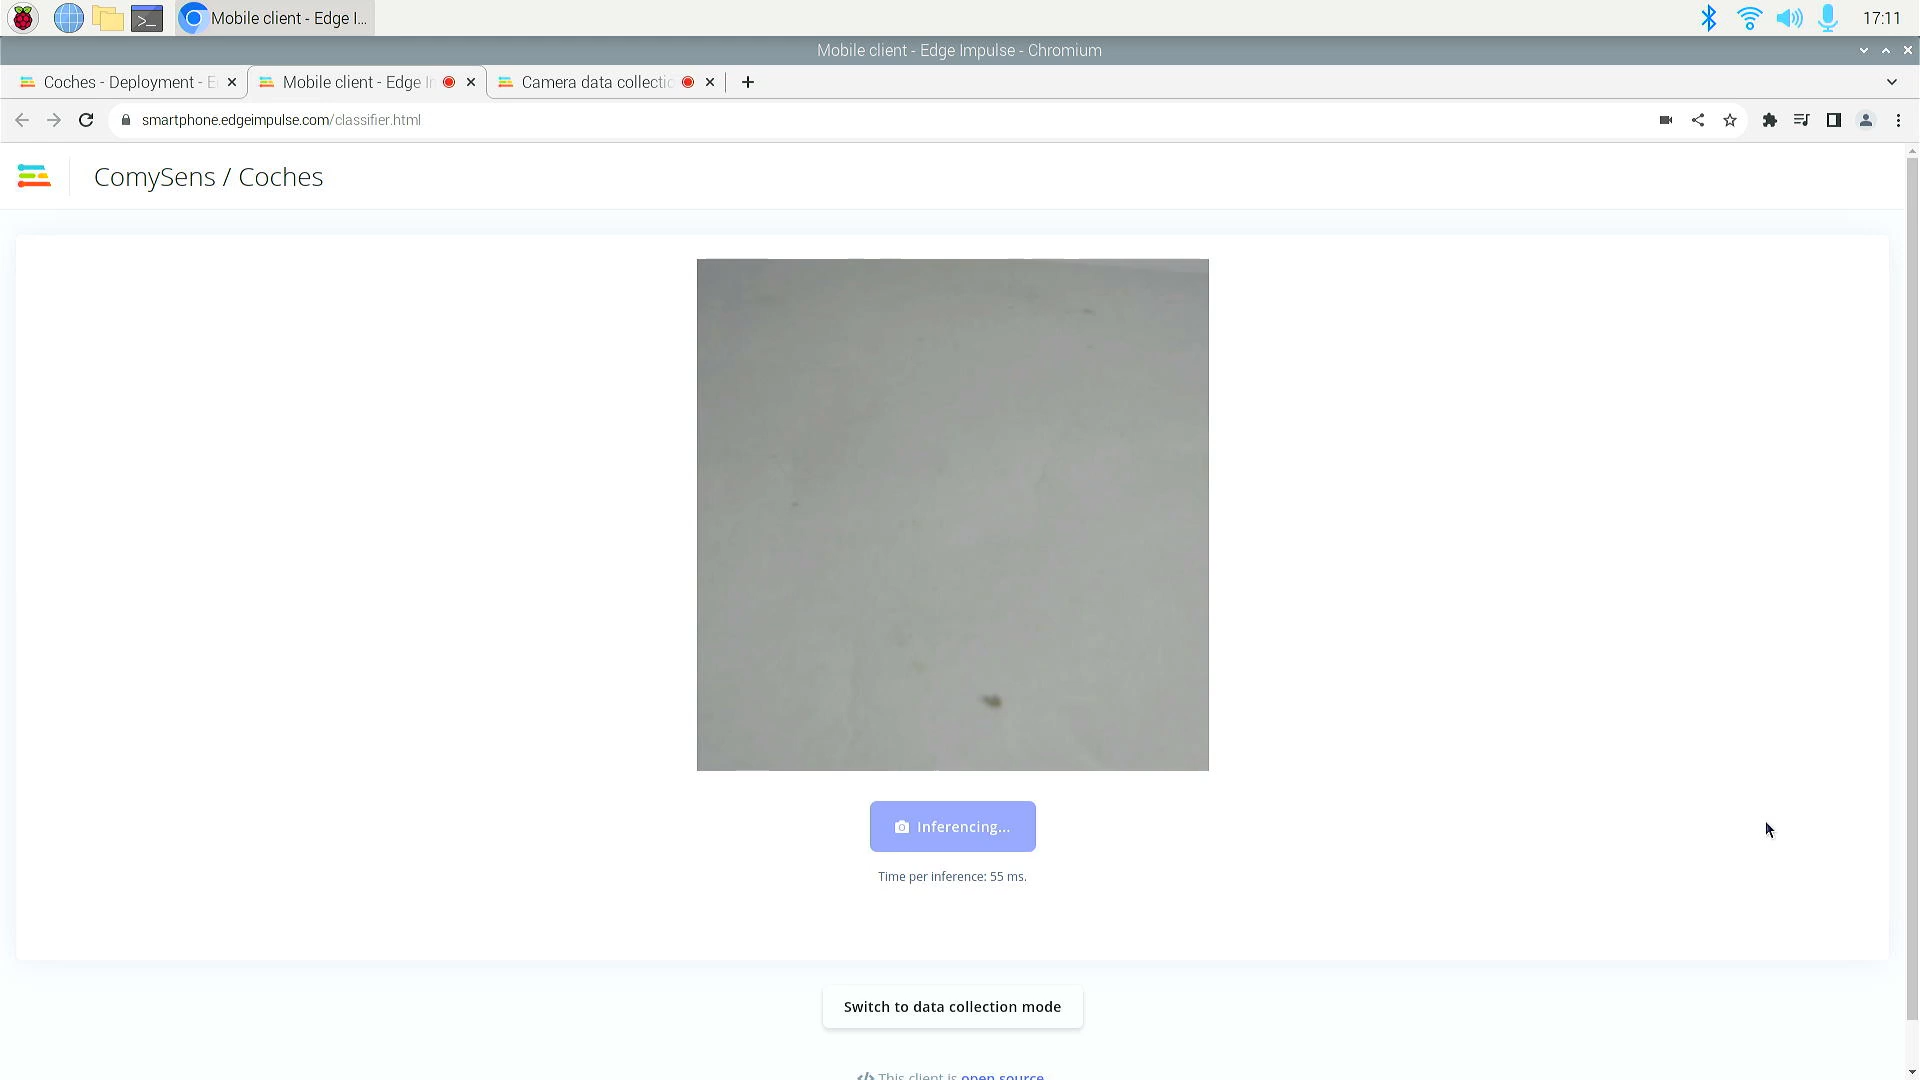 Mobile client - Edge I...
17:11
Mobile client - Edge Impulse - Chromium
Coches - Deployment - E
Mobile client - Edge I
Camera data collectio
smartphone.edgeimpulse.com/classifier.html
ComySens / Coches
Inferencing...
Time per inference: 55 ms.
Switch to data collection mode
</> This client is open source